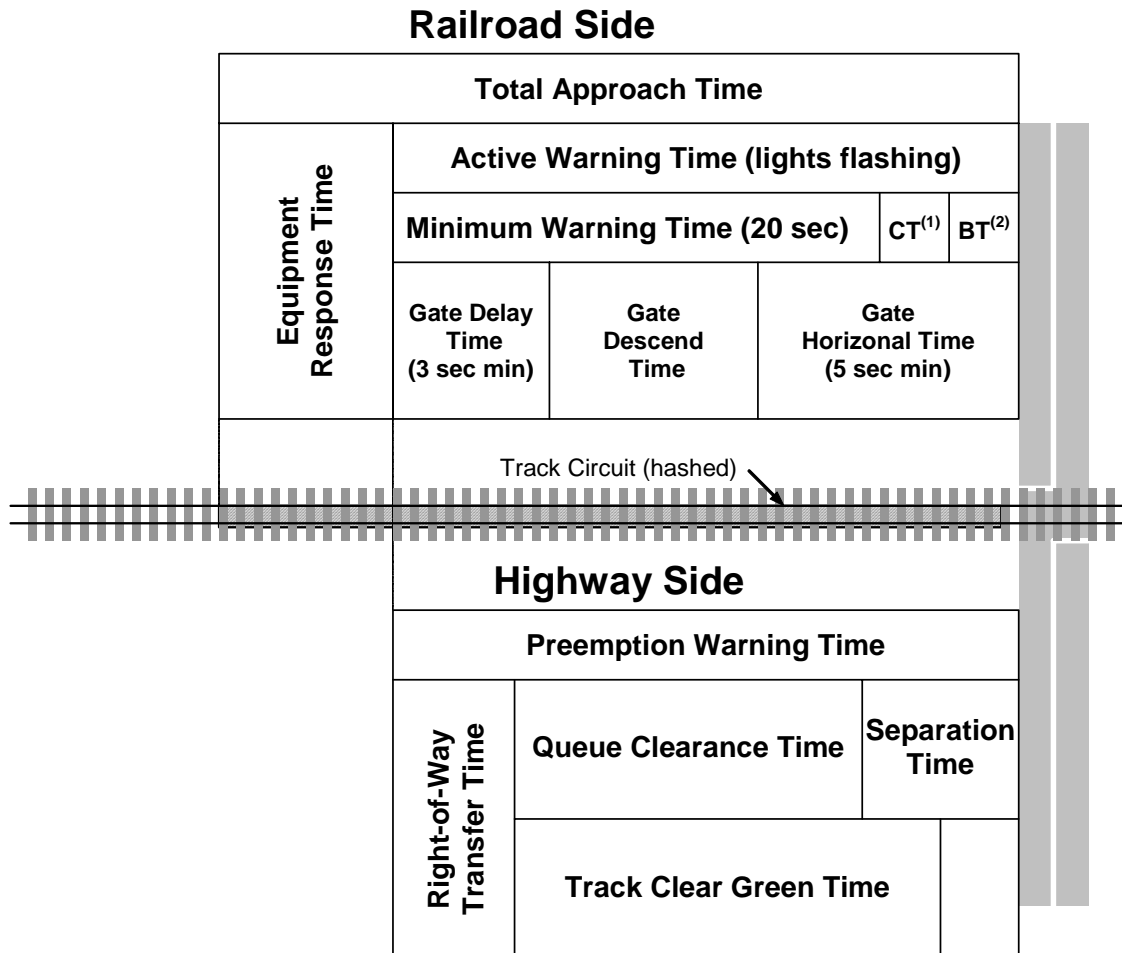 Railroad Side
Total Approach Time
Equipment
Response Time
Active Warning Time (lights flashing)
Minimum Warning Time (20 sec)
CT(1)
BT(2)
Gate Delay
Time
(3 sec min)
Gate
Descend
Time
Gate
Horizonal Time
(5 sec min)
Track Circuit (hashed)
Highway Side
Preemption Warning Time
Right-of-Way
Transfer Time
Queue Clearance Time
Separation
Time
Track Clear Green Time